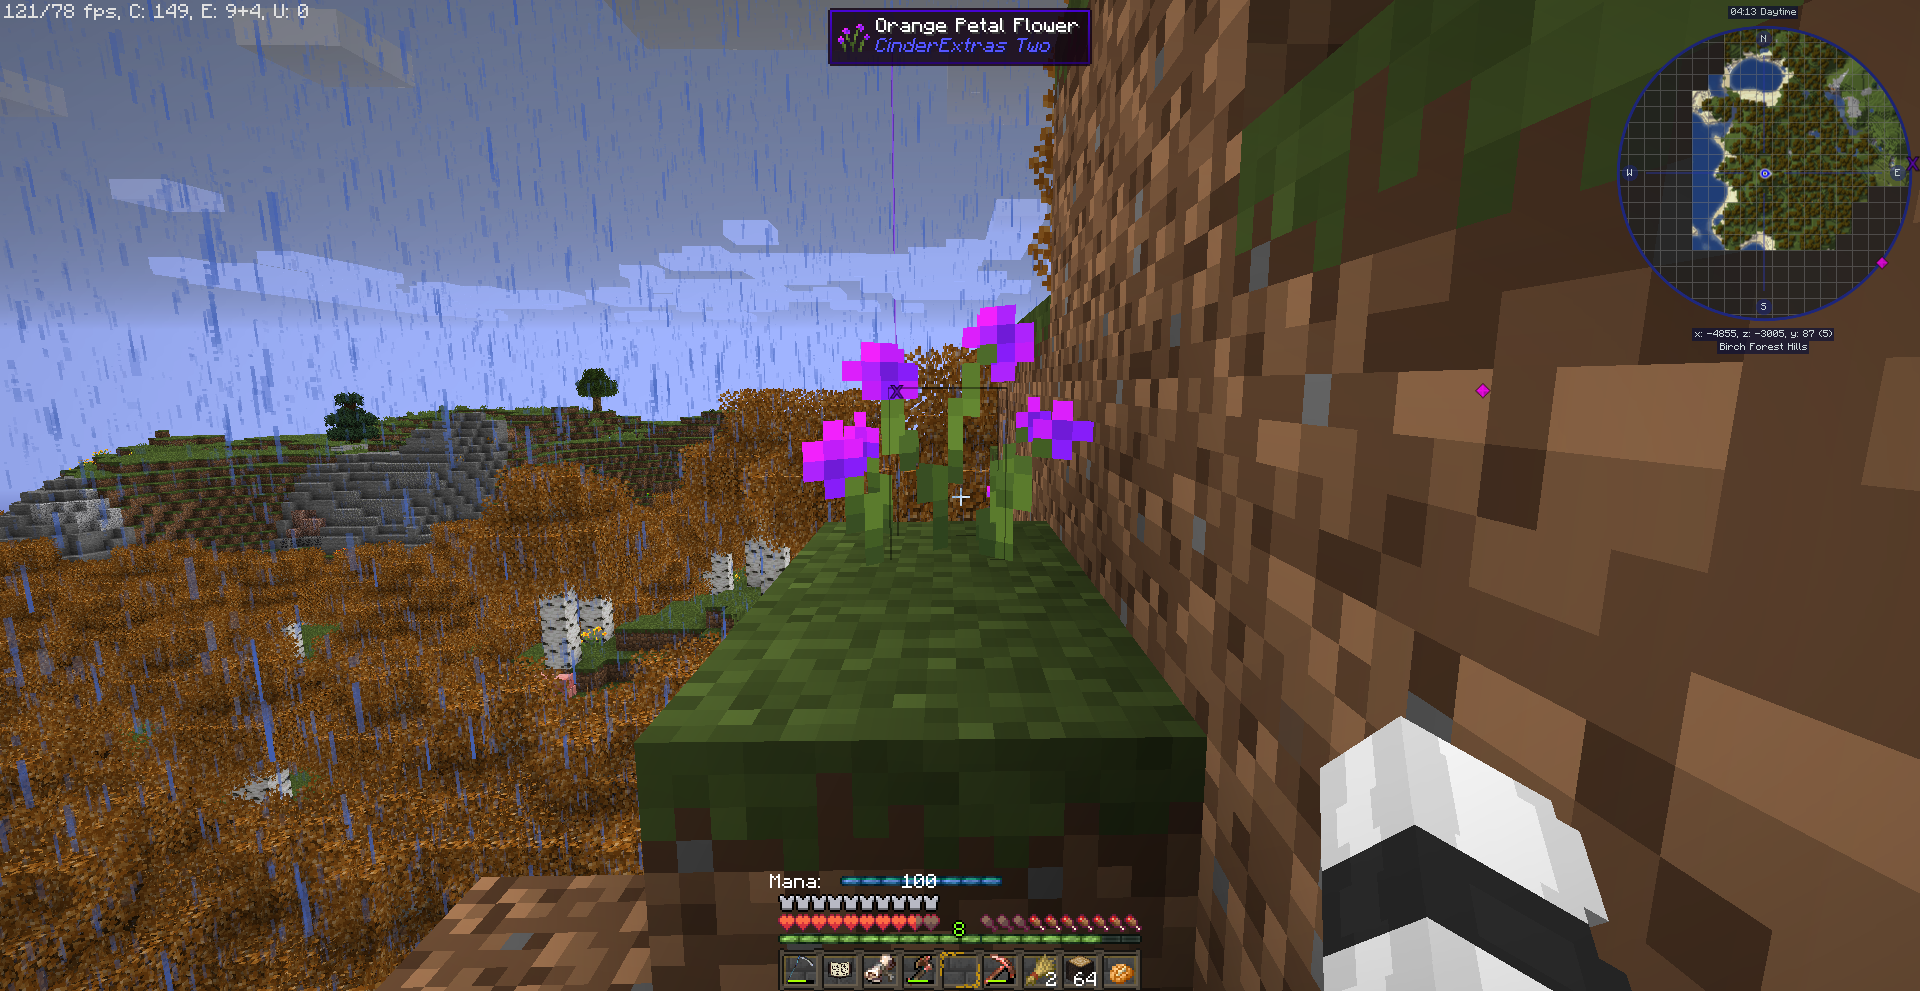 121/78 fps, C: 149, E: 9+4, U: 0
Orange Petal Flower
CinderExtras Two
04:13 Daytime
N
W
E
X
S
x: -4855, z: -3005, y: 87 (5)
Birch Forest Hills
X
Mana: 100
8
2
64